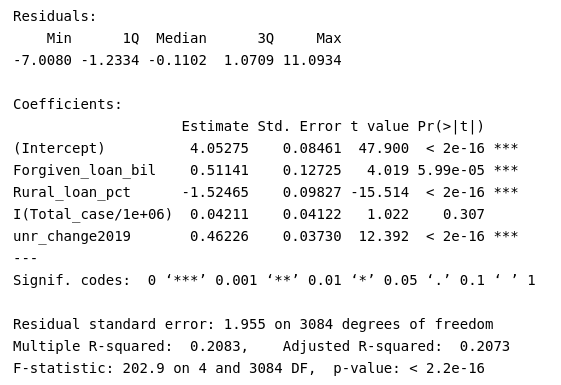 Residuals:
    Min      1Q  Median      3Q     Max
-7.0080 -1.2334 -0.1102  1.0709 11.0934

Coefficients:
                    Estimate Std. Error t value Pr(>|t|)
(Intercept)          4.05275    0.08461  47.900  < 2e-16 ***
Forgiven_loan_bil    0.51141    0.12725   4.019 5.99e-05 ***
Rural_loan_pct      -1.52465    0.09827 -15.514  < 2e-16 ***
I(Total_case/1e+06)  0.04211    0.04122   1.022    0.307
unr_change2019       0.46226    0.03730  12.392  < 2e-16 ***
---
Signif. codes:  0 ‘***’ 0.001 ‘**’ 0.01 ‘*’ 0.05 ‘.’ 0.1 ‘ ’ 1

Residual standard error: 1.955 on 3084 degrees of freedom
Multiple R-squared:  0.2083,    Adjusted R-squared:  0.2073
F-statistic: 202.9 on 4 and 3084 DF,  p-value: < 2.2e-16